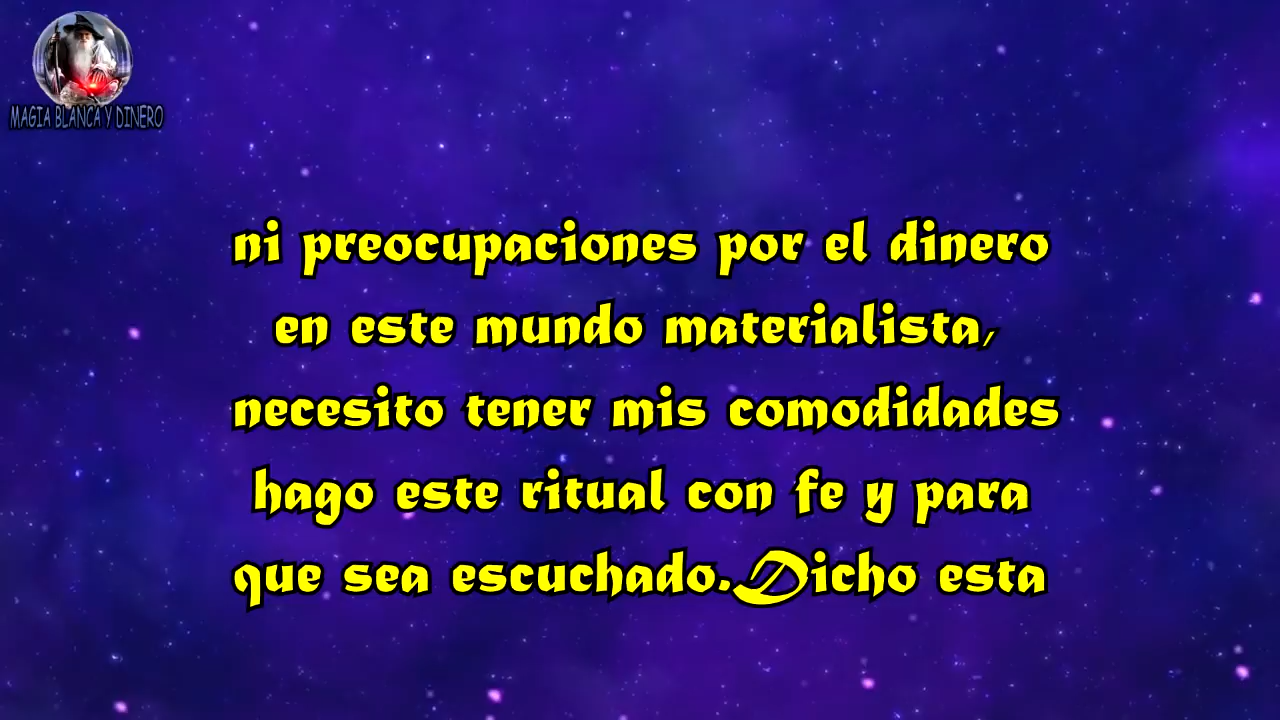 MAGIA BLANCA Y DINERO
ni preocupaciones por el dinero
en este mundo materialista,
necesito tener mis comodidades
hago este ritual con fe y para
que sea escuchado.Dicho esta